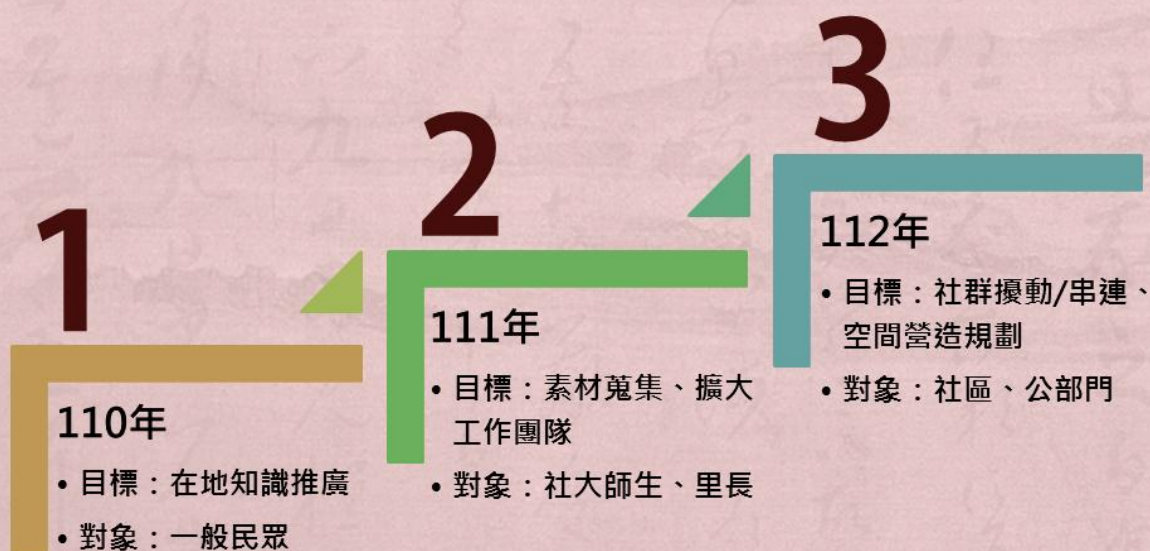 1
110年
• 目標：在地知識推廣
• 對象：一般民眾
2
111年
• 目標：素材蒐集、擴大
工作團隊
• 對象：社大師生、里長
3
112年
• 目標：社群擾動/串連、
空間營造規劃
• 對象：社區、公部門